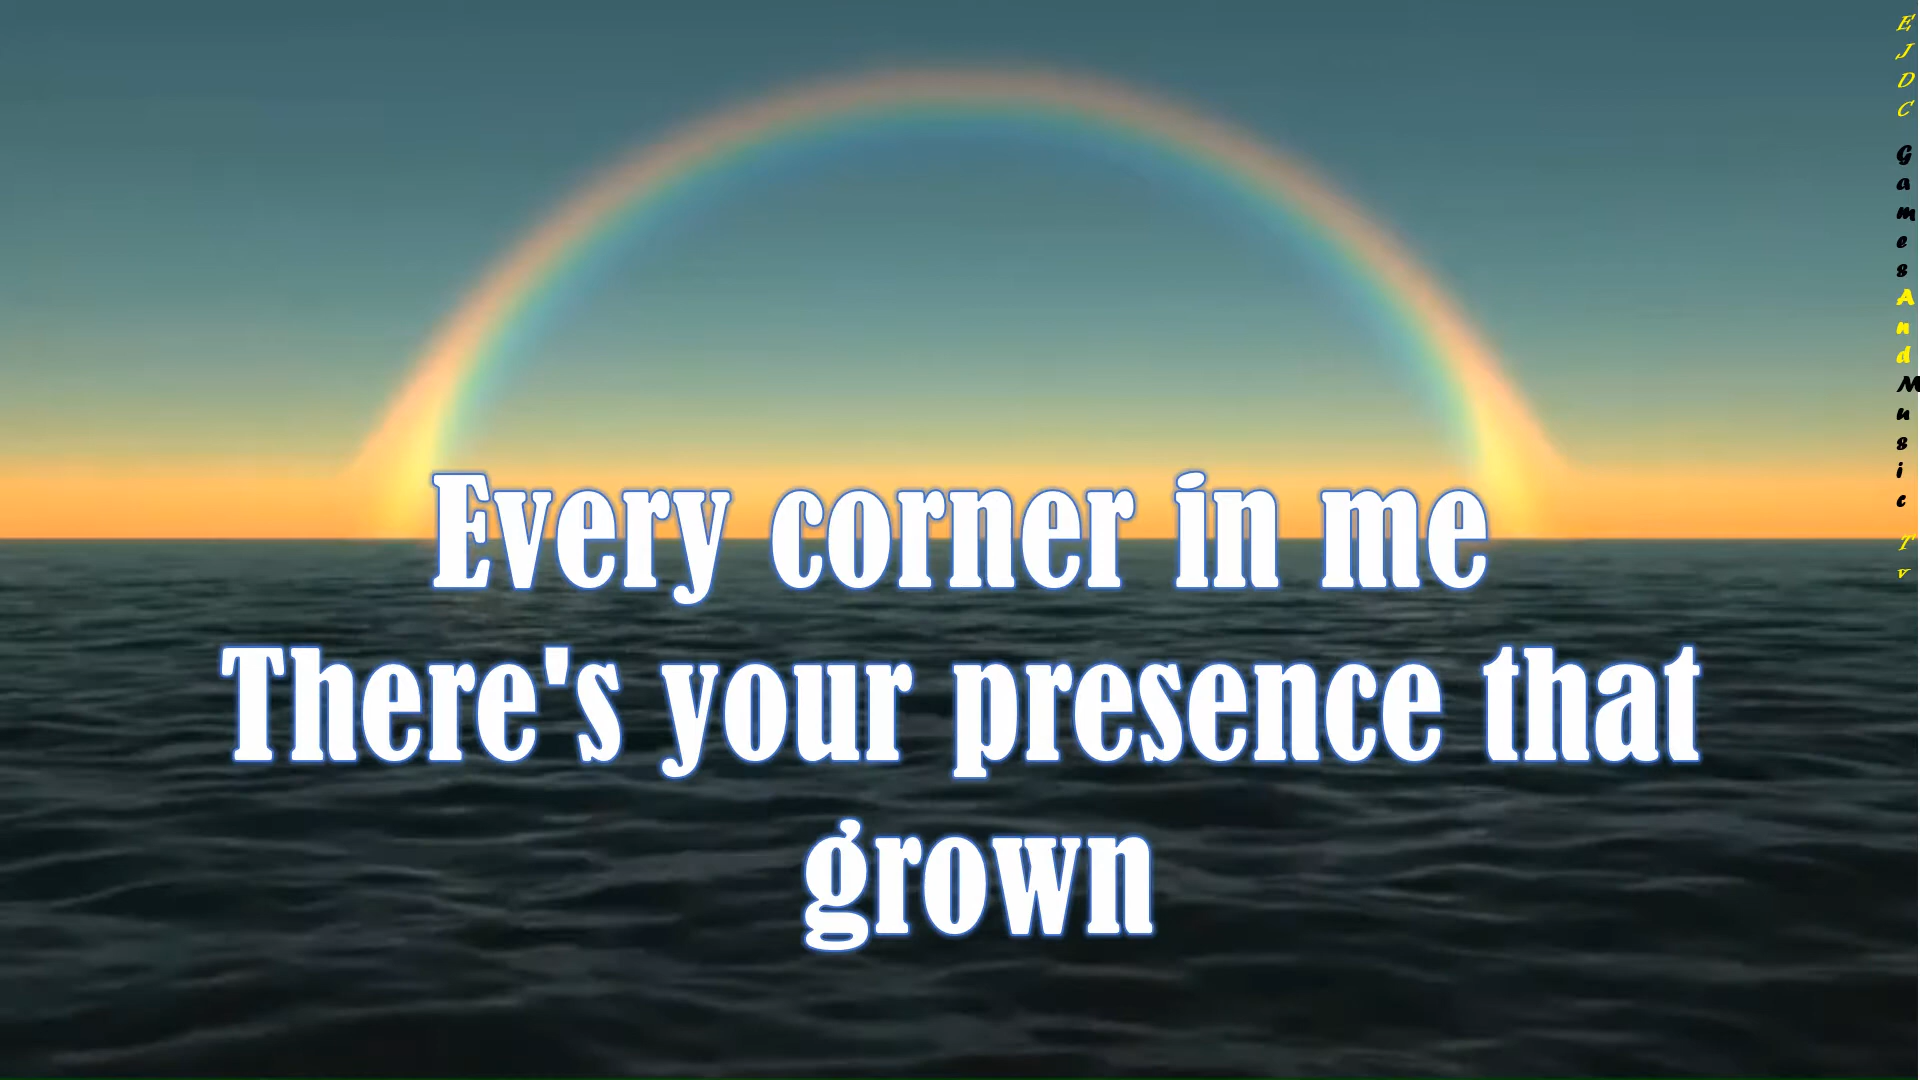 Every corner in me
There's your presence that
grown
EJDC GamesAndMusic Tv